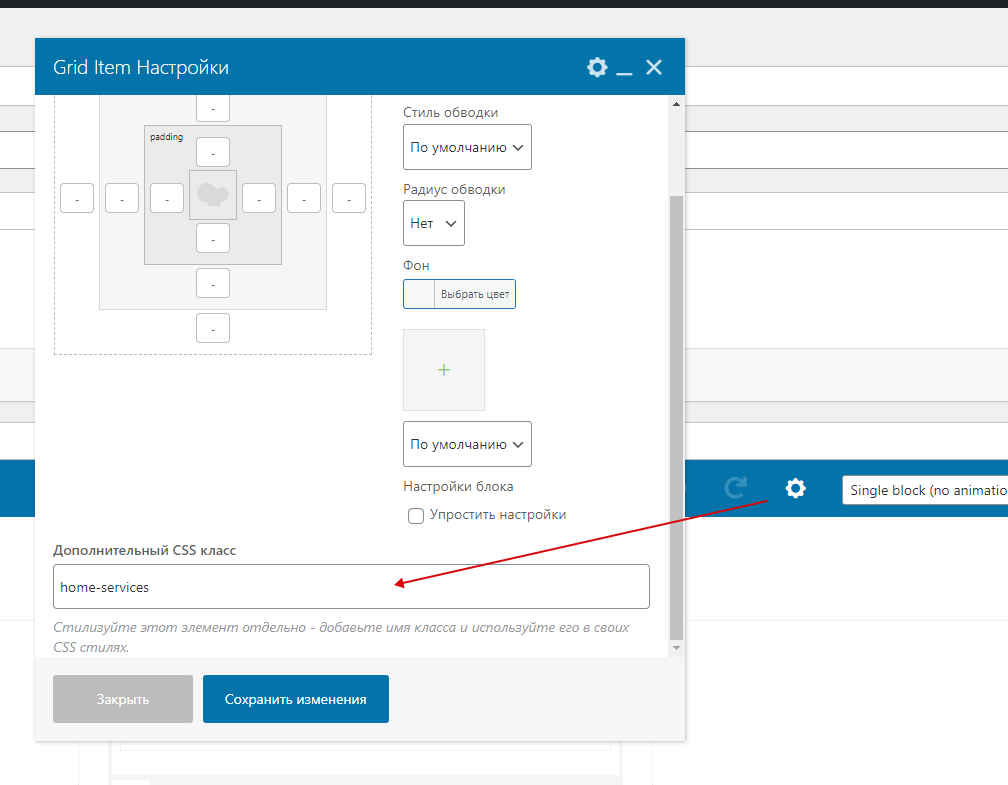 Grid Item Настройки
Стиль обводки
padding
По умолчанию
Радиус обводки
Нет
Фон
Выбрать цвет
По умолчанию
Single block (no animatio
Настройки блока
Упростить настройки
Дополнительный CSS класс
home-services
Стилизуйте этот элемент отдельно - добавьте имя класса и используйте его в своих
CSS стилях.
Закрыть
Сохранить изменения